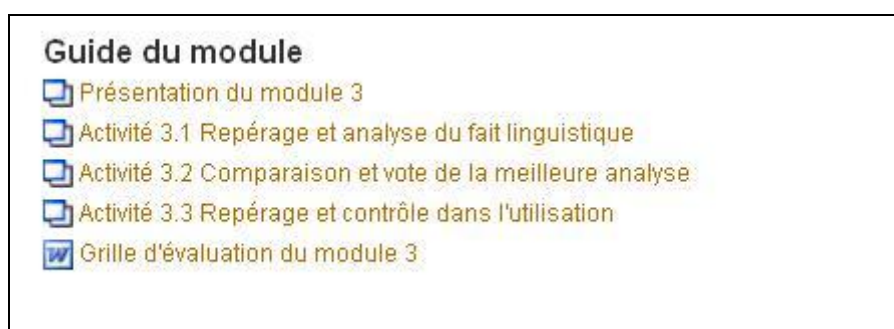 Guide du module
Présentation du module 3
Activité 3.1 Repérage et analyse du fait linguistique
Activité 3.2 Comparaison et vote de la meilleure analyse
Activité 3.3 Repérage et contrôle dans l'utilisation
Grille d'évaluation du module 3